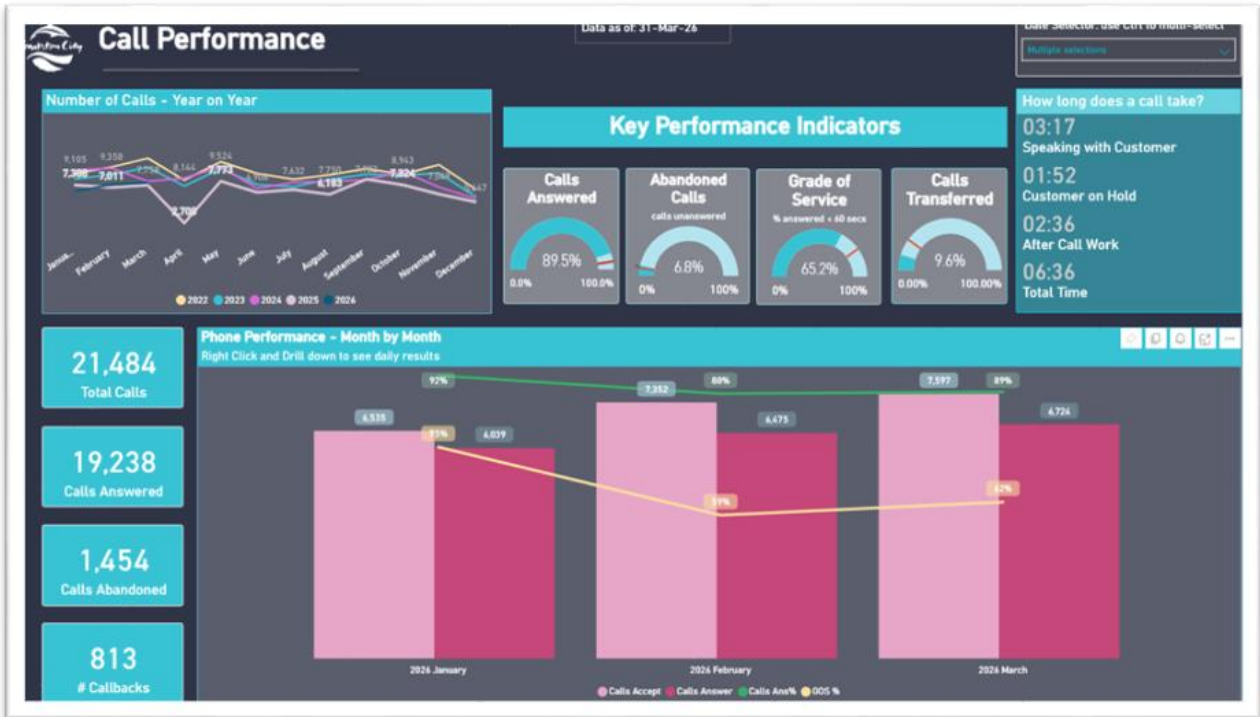 Call Performance
Data as of: 31-Mar-26
Date Selector: use Ctrl to multi-select
Multiple selections
Number of Calls - Year on Year
9,105
9,358
8,144
9,524
7,632
7,730
8,943
7,011
7,773
6,183
7,824
2,708
February
March
April
May
June
July
August
September
October
November
December
2022
2023
2024
2025
2026
Key Performance Indicators
Calls
Answered
89.5%
0.0%
100.0%
Abandoned
Calls
calls unanswered
6.8%
0%
100%
Grade of
Service
% answered < 60 secs
65.2%
0%
100%
Calls
Transferred
9.6%
0.00%
100.00%
How long does a call take?
03:17
Speaking with Customer
01:52
Customer on Hold
02:36
After Call Work
06:36
Total Time
21,484
Total Calls
19,238
Calls Answered
1,454
Calls Abandoned
813
# Callbacks
Phone Performance - Month by Month
Right Click and Drill down to see daily results
92%
6,535
6,039
7,352
88%
6,475
59%
7,597
89%
6,724
62%
2026 January
2026 February
2026 March
Calls Accept
Calls Answer
Calls Ans%
GOS %